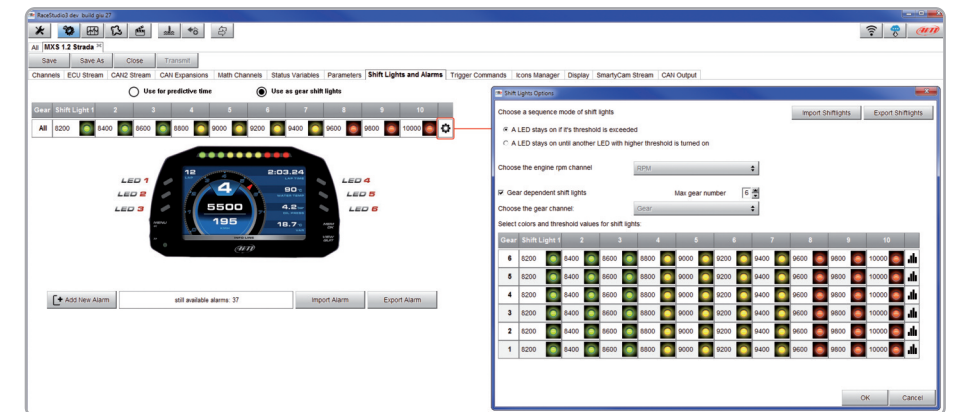 RaceStudio3 dev build giu 27
All MXS 1.2 Strada
Save Save As Close Transmit
Channels ECU Stream CAN2 Stream CAN Expansions Math Channels Status Variables Parameters Shift Lights and Alarms Trigger Commands Icons Manager Display SmartyCam Stream CAN Output
Use for predictive time Use as gear shift lights
Gear Shift Light 1 2 3 4 5 6 7 8 9 10
All 8200 8400 8600 8800 9000 9200 9400 9600 9800 10000
LED 1
LED 2
LED 3
LED 4
LED 5
LED 6
12
2:03.24
4
90
5500
4.2
195
18.7
Add New Alarm still available alarms: 37 Import Alarm Export Alarm
Shift Lights Options
Choose a sequence mode of shift lights Import Shiftlights Export Shiftlights
A LED stays on if it's threshold is exceeded
A LED stays on until another LED with higher threshold is turned on
Choose the engine rpm channel RPM
Gear dependent shift lights Max gear number 6
Choose the gear channel: Gear
Select colors and threshold values for shift lights:
Gear Shift Light 1 2 3 4 5 6 7 8 9 10
6 8200 8400 8600 8800 9000 9200 9400 9600 9800 10000
5 8200 8400 8600 8800 9000 9200 9400 9600 9800 10000
4 8200 8400 8600 8800 9000 9200 9400 9600 9800 10000
3 8200 8400 8600 8800 9000 9200 9400 9600 9800 10000
2 8200 8400 8600 8800 9000 9200 9400 9600 9800 10000
1 8200 8400 8600 8800 9000 9200 9400 9600 9800 10000
OK Cancel